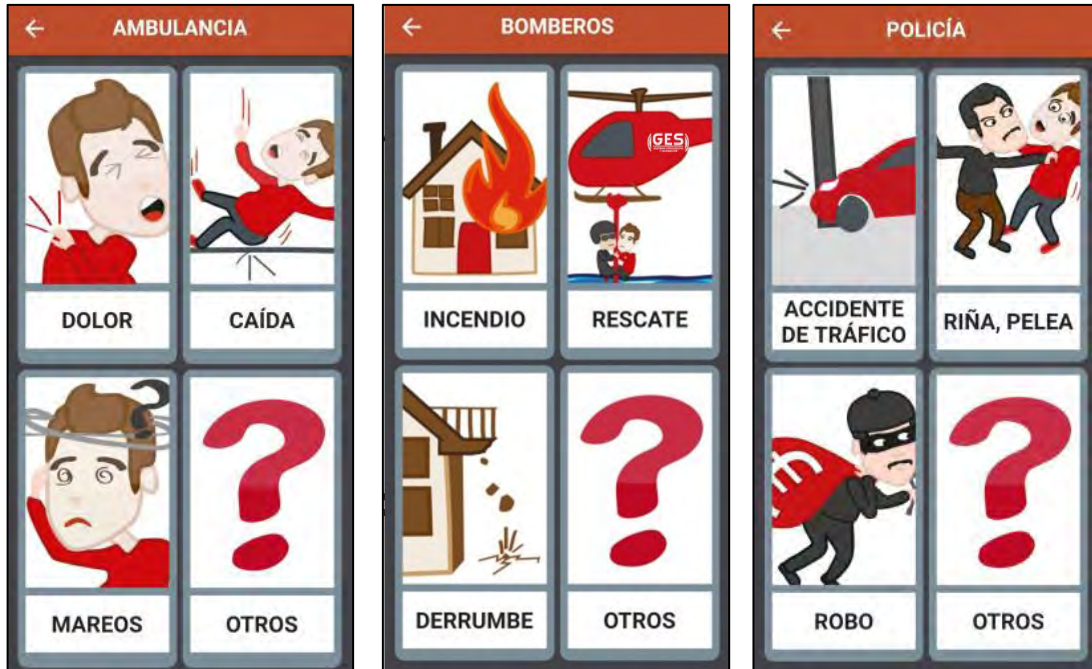 AMBULANCIA
DOLOR
CAÍDA
MAREOS
OTROS
BOMBEROS
GES
INCENDIO
RESCATE
DERRUMBE
OTROS
POLICÍA
ACCIDENTE
DE TRÁFICO
RIÑA, PELEA
ROBO
OTROS